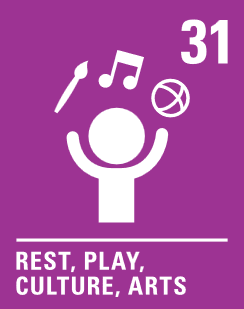 31
REST, PLAY,
CULTURE, ARTS